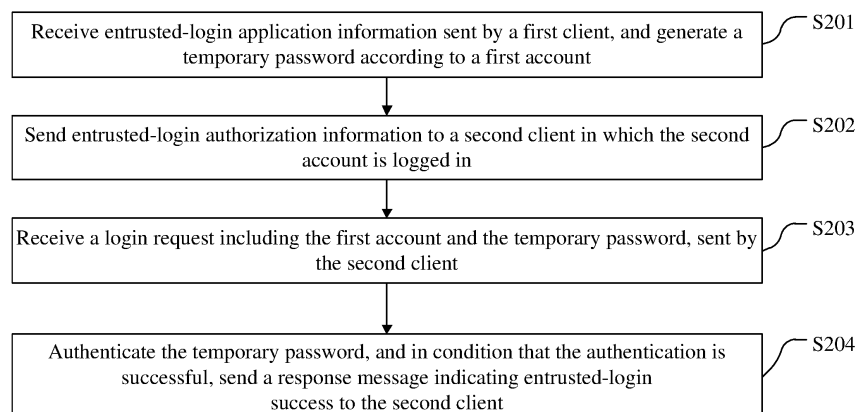 Receive entrusted-login application information sent by a first client, and generate a
temporary password according to a first account
S201
Send entrusted-login authorization information to a second client in which the second
account is logged in
S202
Receive a login request including the first account and the temporary password, sent by
the second client
S203
Authenticate the temporary password, and in condition that the authentication is
successful, send a response message indicating entrusted-login
success to the second client
S204